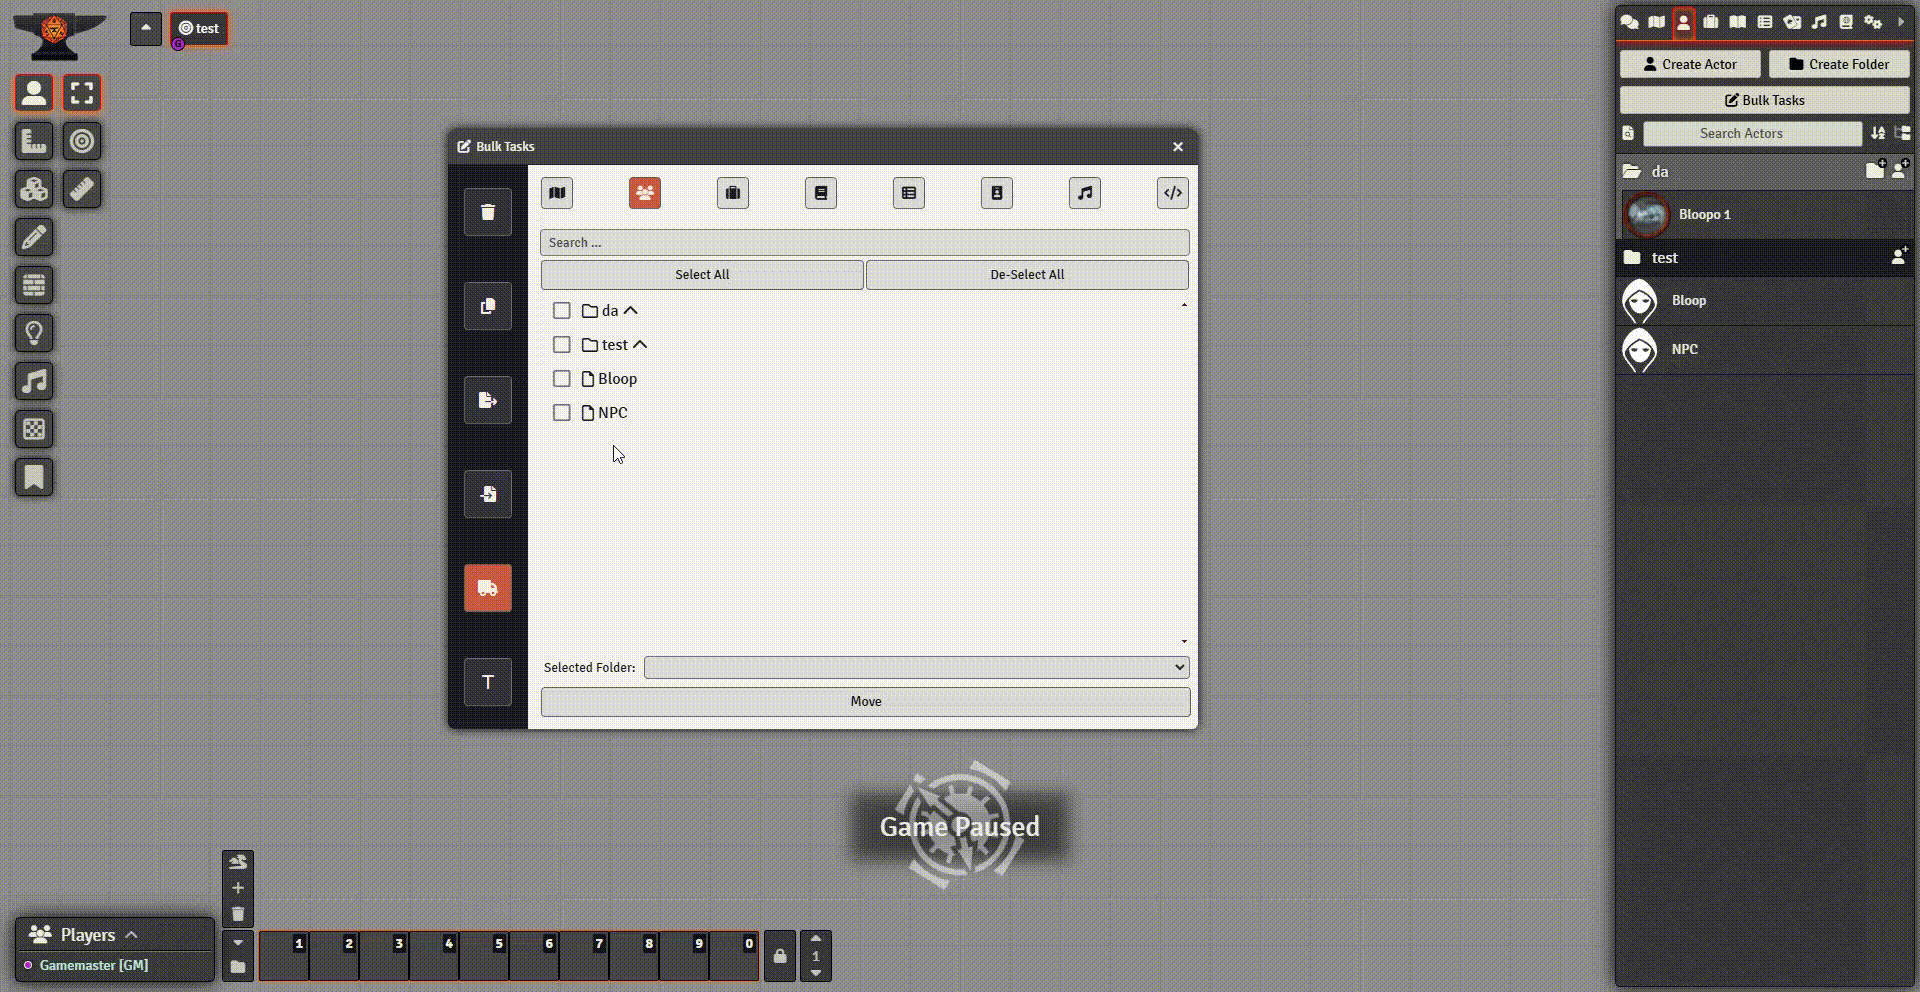 test
G
Create Actor
Create Folder
Bulk Tasks
Search Actors
da
Bloopo 1
test
Bloop
NPC
Bulk Tasks
Search ...
Select All
De-Select All
da
test
Bloop
NPC
Selected Folder:
Move
T
Game Paused
Players
Gamemaster [GM]
1 2 3 4 5 6 7 8 9 0
1